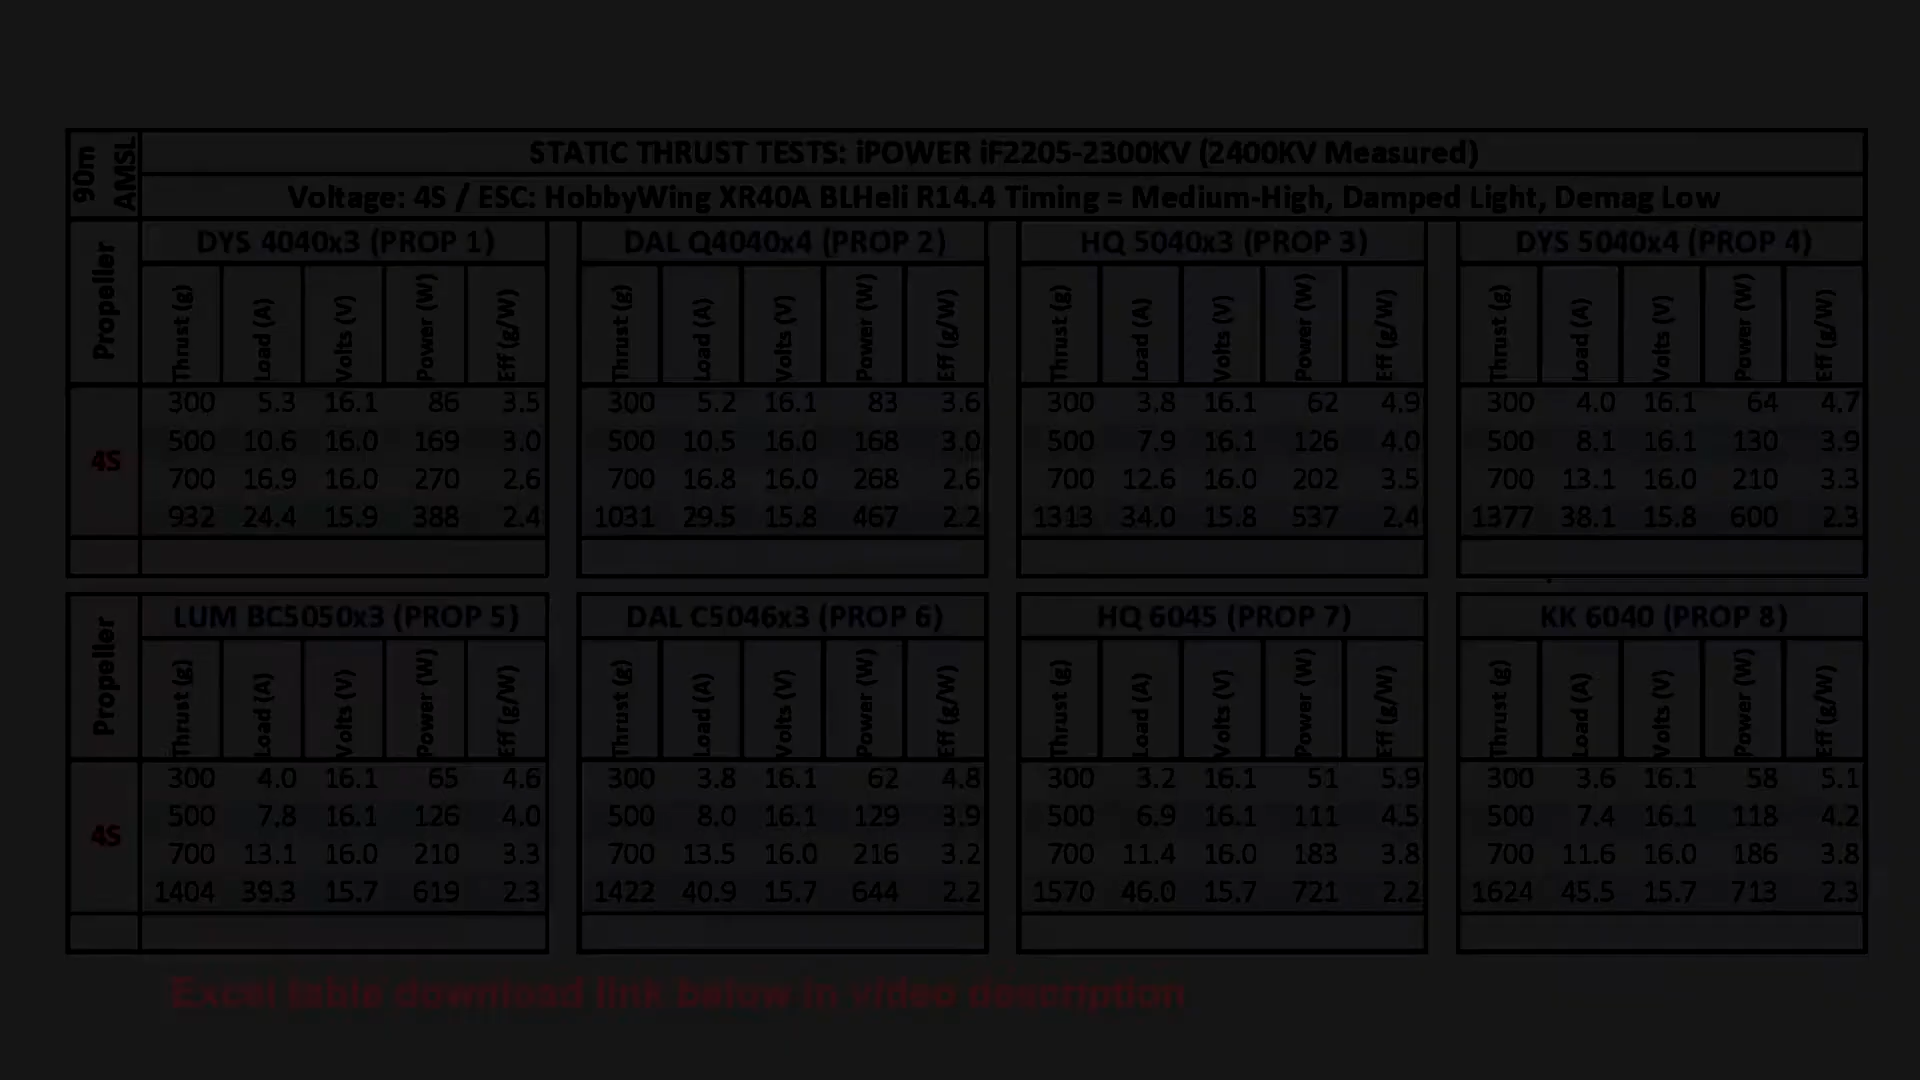 90m AMSL
STATIC THRUST TESTS: iPOWER iF2205-2300KV (2400KV Measured)
Voltage: 4S / ESC: HobbyWing XR40A BLHeli R14.4 Timing = Medium-High, Damped Light, Demag Low
Propeller DYS 4040x3 (PROP 1) DAL Q4040x4 (PROP 2) HQ 5040x3 (PROP 3) DYS 5040x4 (PROP 4)
Thrust (g) Load (A) Volts (V) Power (W) Eff (g/W) Thrust (g) Load (A) Volts (V) Power (W) Eff (g/W) Thrust (g) Load (A) Volts (V) Power (W) Eff (g/W) Thrust (g) Load (A) Volts (V) Power (W) Eff (g/W)
4S
300 5.3 16.1 86 3.5 300 5.2 16.1 83 3.6 300 3.8 16.1 62 4.9 300 4.0 16.1 64 4.7
500 10.6 16.0 169 3.0 500 10.5 16.0 168 3.0 500 7.9 16.1 126 4.0 500 8.1 16.1 130 3.9
700 16.9 16.0 270 2.6 700 16.8 16.0 268 2.6 700 12.6 16.0 202 3.5 700 13.1 16.0 210 3.3
932 24.4 15.9 388 2.4 1031 29.5 15.8 467 2.2 1313 34.0 15.8 537 2.4 1377 38.1 15.8 600 2.3
Propeller LUM BC5050x3 (PROP 5) DAL C5046x3 (PROP 6) HQ 6045 (PROP 7) KK 6040 (PROP 8)
Thrust (g) Load (A) Volts (V) Power (W) Eff (g/W) Thrust (g) Load (A) Volts (V) Power (W) Eff (g/W) Thrust (g) Load (A) Volts (V) Power (W) Eff (g/W) Thrust (g) Load (A) Volts (V) Power (W) Eff (g/W)
4S
300 4.0 16.1 65 4.6 300 3.8 16.1 62 4.8 300 3.2 16.1 51 5.9 300 3.6 16.1 58 5.1
500 7.8 16.1 126 4.0 500 8.0 16.1 129 3.9 500 6.9 16.1 111 4.5 500 7.4 16.1 118 4.2
700 13.1 16.0 210 3.3 700 13.5 16.0 216 3.2 700 11.4 16.0 183 3.8 700 11.6 16.0 186 3.8
1404 39.3 15.7 619 2.3 1422 40.9 15.7 644 2.2 1570 46.0 15.7 721 2.2 1624 45.5 15.7 713 2.3
Excel table download link below in video description